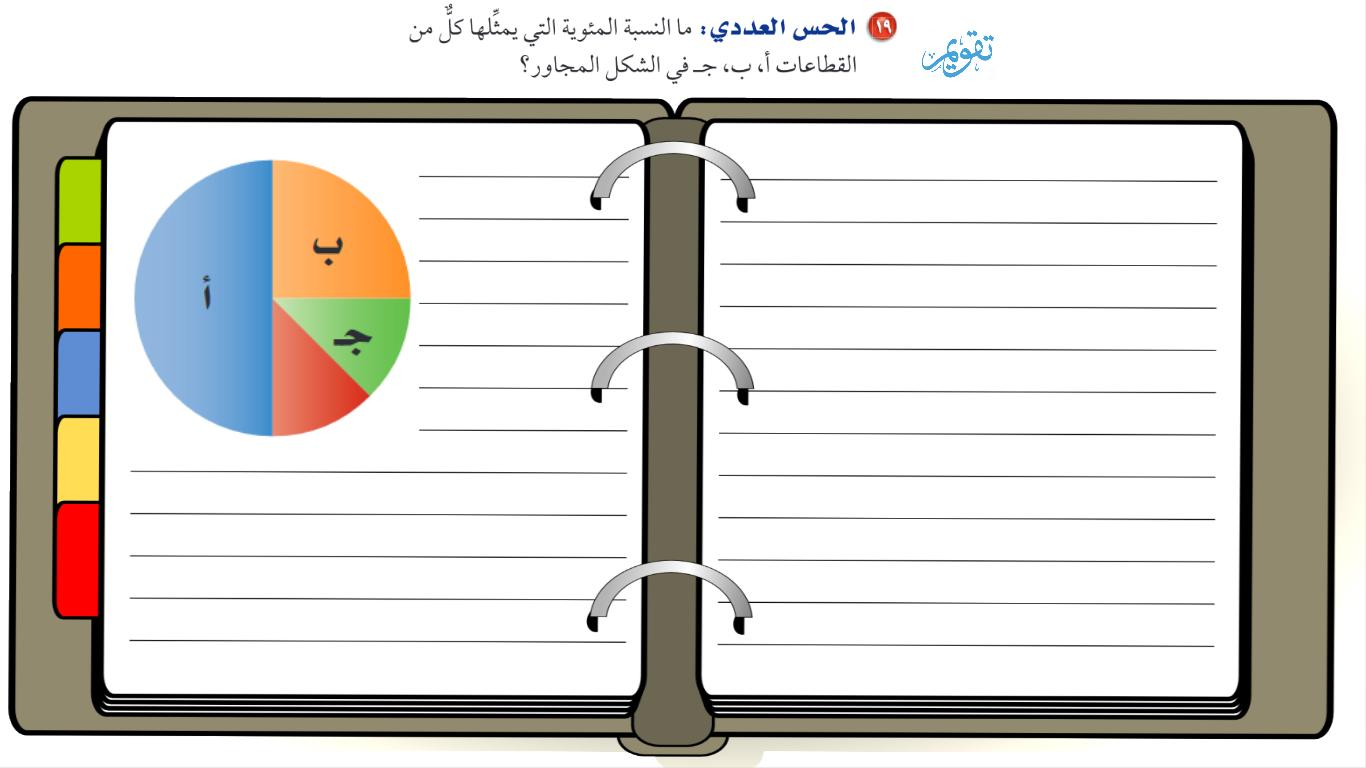 تقويم
١٩ الحس العددي: ما النسبة المئوية التي يمثِّلها كلٌّ من
القطاعات أ، ب، جـ في الشكل المجاور؟
ب
أ
جـ